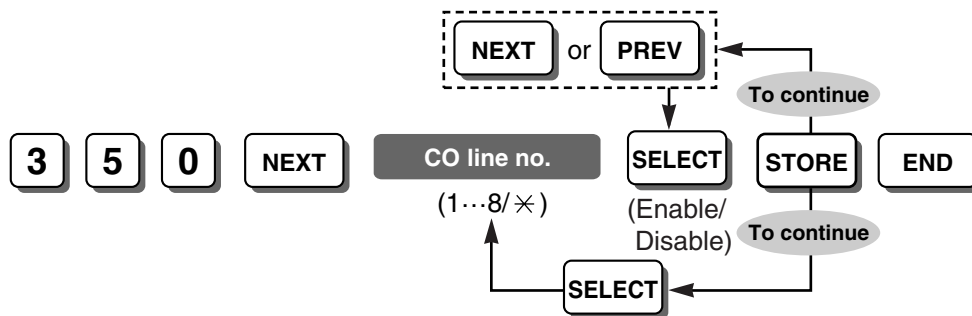 NEXT or PREV
To continue
3 5 0 NEXT CO line no. SELECT STORE END
(1···8/✳)
(Enable/
Disable)
To continue
SELECT